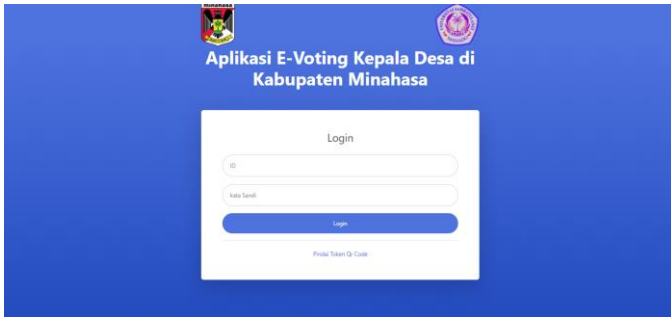 Minahasa
Aplikasi E-Voting Kepala Desa di
Kabupaten Minahasa
Login
ID
kata Sandi
Login
Pindai Token Qr Code